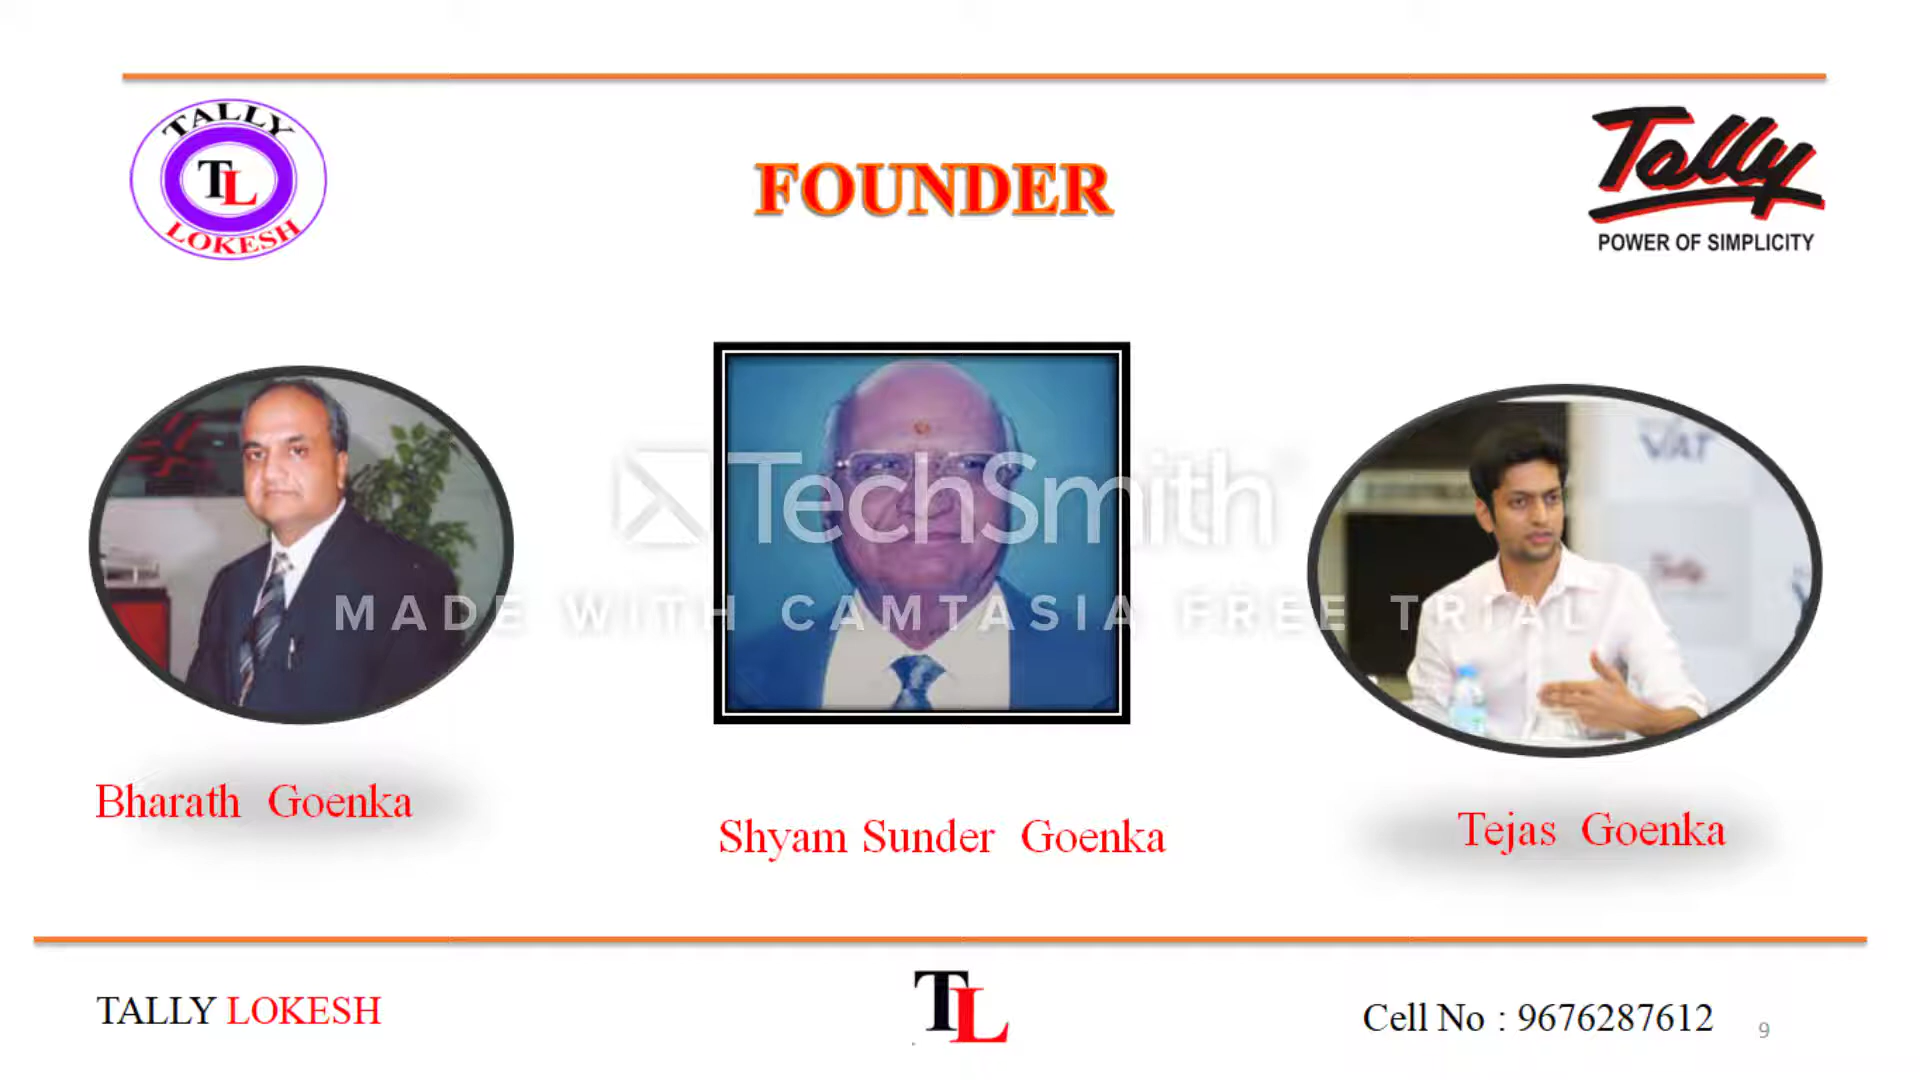 TALLY
TL
LOKESH
FOUNDER
Tally
POWER OF SIMPLICITY
VAT
TechSmith
MADE WITH CAMTASIA FREE TRIAL
Bharath Goenka
Shyam Sunder Goenka
Tejas Goenka
TALLY LOKESH
TL
Cell No : 9676287612
9